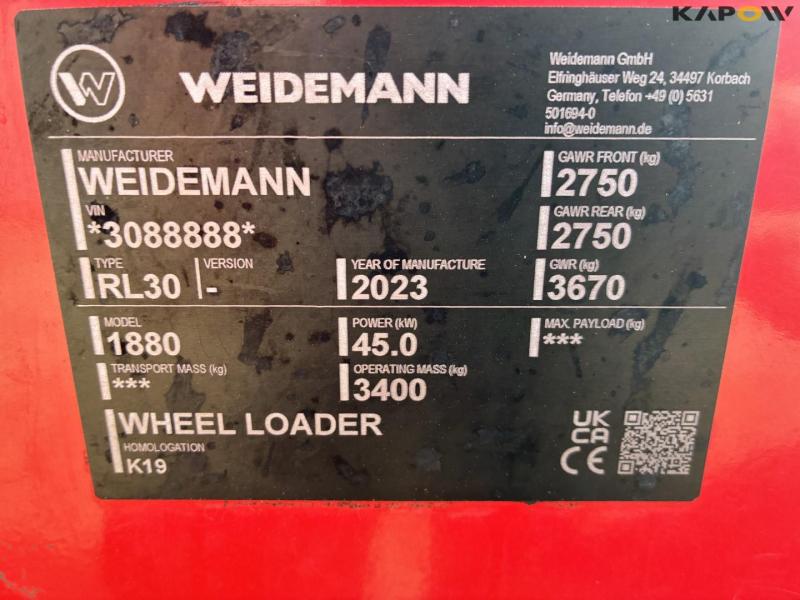 KAPOW
W
WEIDEMANN
Weidemann GmbH
Elfringhäuser Weg 24, 34497 Korbach
Germany, Telefon +49 (0) 5631
501694-0
info@weidemann.de
MANUFACTURER
WEIDEMANN
GAWR FRONT (kg)
2750
VIN
*3088888*
GAWR REAR (kg)
2750
TYPE VERSION YEAR OF MANUFACTURE GWR (kg)
RL30 - 2023 3670
MODEL POWER (kW) MAX. PAYLOAD (kg)
1880 45.0 ***
TRANSPORT MASS (kg) OPERATING MASS (kg)
*** 3400
WHEEL LOADER
HOMOLOGATION
K19
UK
CA
CE